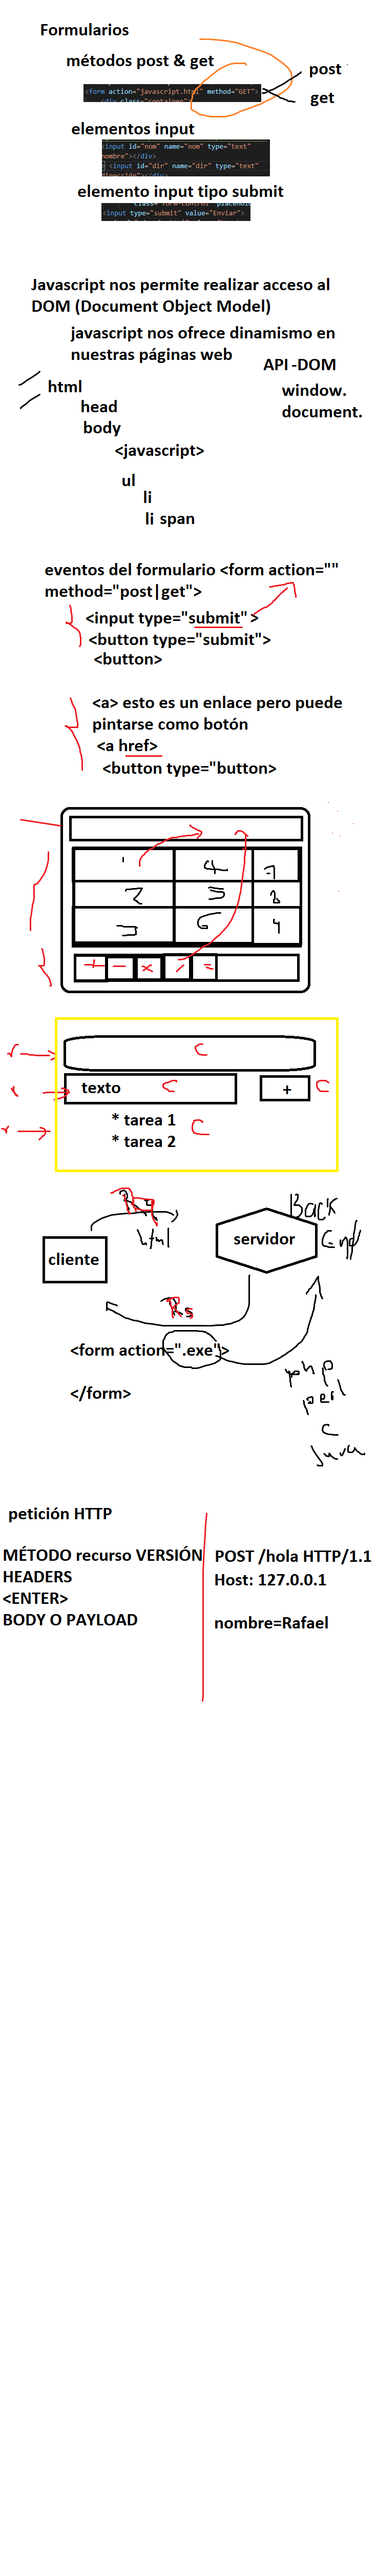 Formularios
métodos post & get
post
<form action="javascript.html" method="GET">
<div class="container"
get
elementos input
<input id="nom" name="nom" type="text"
nombre"></div>
<input id="dir" name="dir" type="text"
dirección"></div>
elemento input tipo submit
class="form-control" placehol
<input type="submit" value="Enviar">
Javascript nos permite realizar acceso al
DOM (Document Object Model)
javascript nos ofrece dinamismo en
nuestras páginas web
API -DOM
html
window.
head
document.
body
<javascript>
ul
li
li span
eventos del formulario <form action=""
method="post|get">
<input type="submit" >
<button type="submit">
<button>
<a> esto es un enlace pero puede
pintarse como botón
<a href>
<button type="button>
1 4 7
2 5 8
3 6 9
+ - x / =
r C
r texto C + C
* tarea 1
r C
* tarea 2
Rq
html
Back
End
cliente
servidor
Rs
<form action=".exe">
php
perl
</form>
C
Java
petición HTTP
MÉTODO recurso VERSIÓN
POST /hola HTTP/1.1
HEADERS
Host: 127.0.0.1
<ENTER>
BODY O PAYLOAD
nombre=Rafael